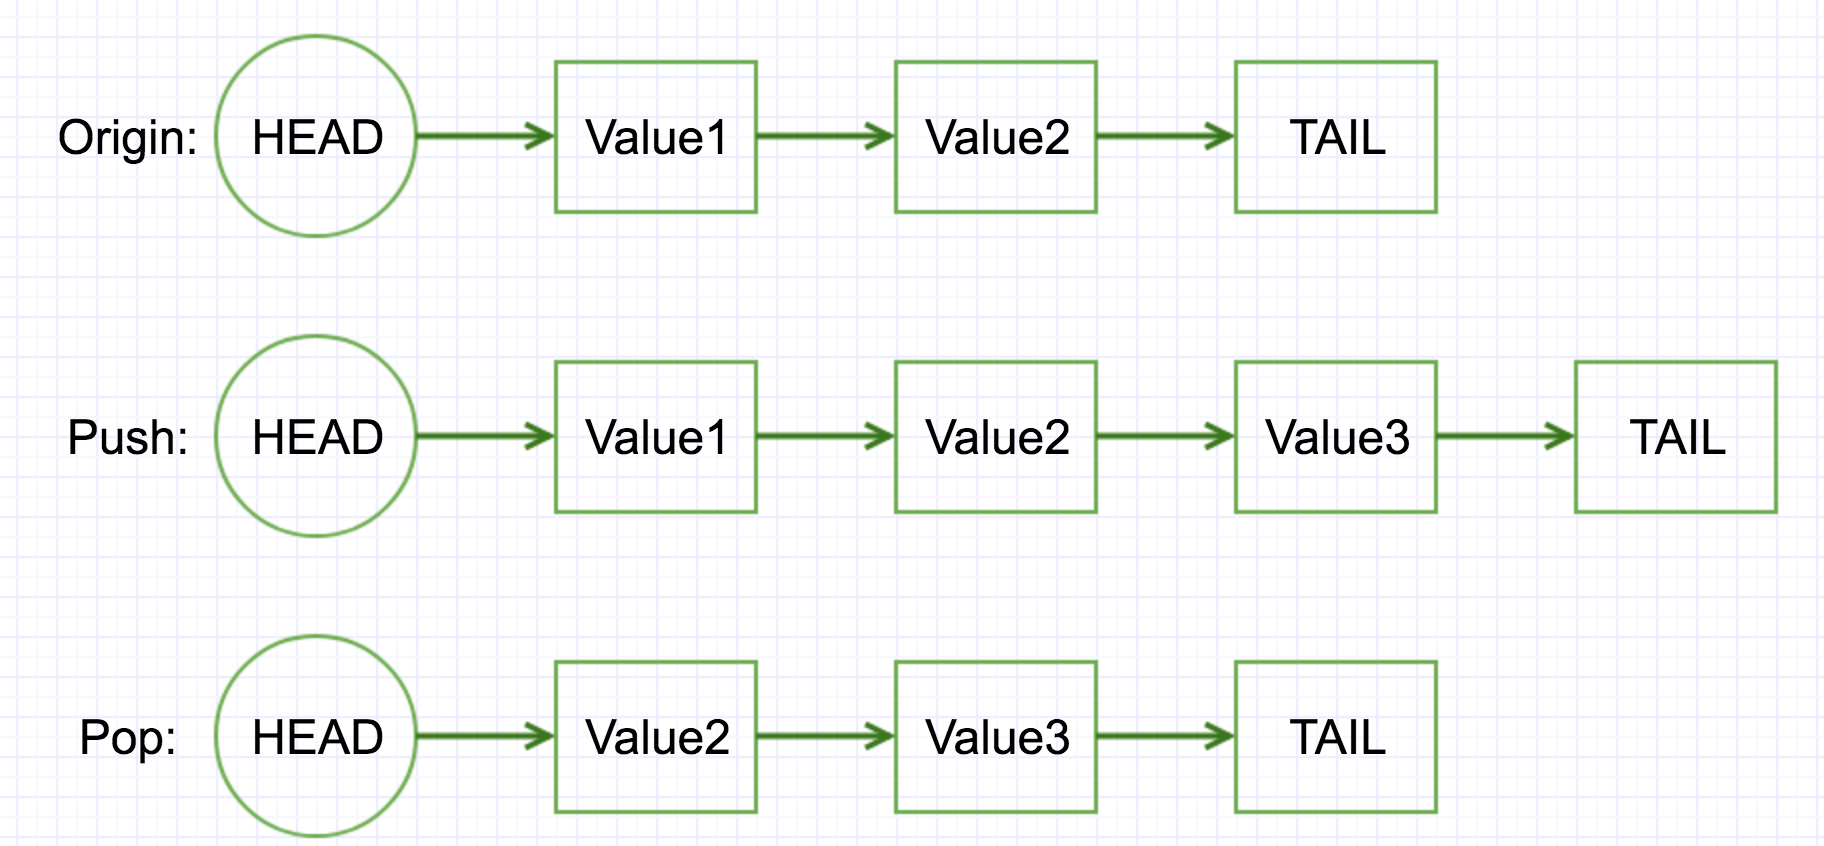 Origin: HEAD Value1 Value2 TAIL
Push: HEAD Value1 Value2 Value3 TAIL
Pop: HEAD Value2 Value3 TAIL